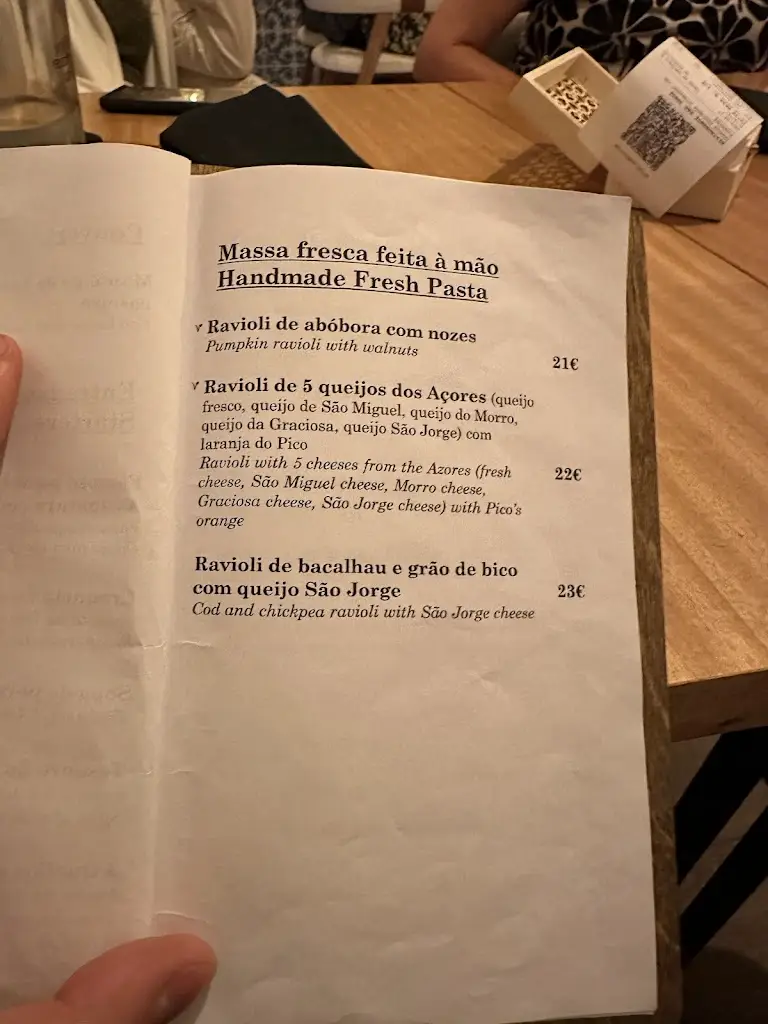 Massa fresca feita à mão
Handmade Fresh Pasta
Ravioli de abóbora com nozes
Pumpkin ravioli with walnuts
21€
Ravioli de 5 queijos dos Açores (queijo
fresco, queijo de São Miguel, queijo do Morro,
queijo da Graciosa, queijo São Jorge) com
laranja do Pico
Ravioli with 5 cheeses from the Azores (fresh
cheese, São Miguel cheese, Morro cheese,
Graciosa cheese, São Jorge cheese) with Pico's
orange
22€
Ravioli de bacalhau e grão de bico
com queijo São Jorge
23€
Cod and chickpea ravioli with São Jorge cheese